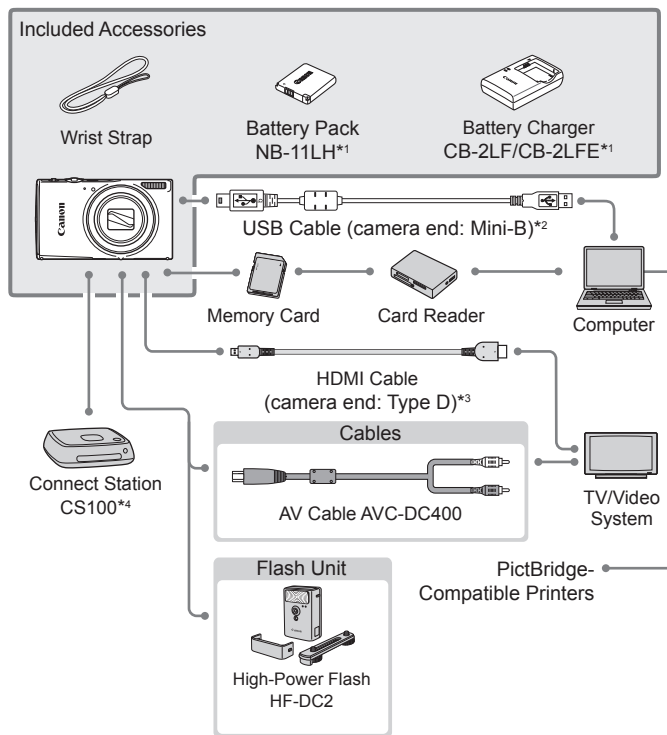 Included Accessories
Wrist Strap
Battery Pack
NB-11LH*1
Battery Charger
CB-2LF/CB-2LFE*1
Canon
USB Cable (camera end: Mini-B)*2
Memory Card
Card Reader
Computer
HDMI Cable
(camera end: Type D)*3
Connect Station
CS100*4
Cables
AV Cable AVC-DC400
TV/Video
System
Flash Unit
High-Power Flash
HF-DC2
PictBridge-
Compatible Printers